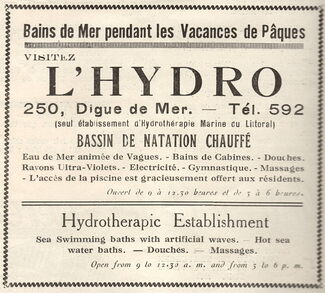 Bains de Mer pendant les Vacances de Pâques
VISITEZ
L'HYDRO
250, Digue de Mer. — Tél. 592
(seul établissement d'Hydrothérapie Marine du Littoral)
BASSIN DE NATATION CHAUFFÉ
Eau de Mer animée de Vagues. - Bains de Cabines. - Douches.
Rayons Ultra-Violets. - Electricité. - Gymnastique. - Massages
- L'accès de la piscine est gracieusement offert aux résidents.
Ouvert de 9 à 12.30 heures et de 3 à 6 heures.
Hydrotherapic Establishment
Sea Swimming baths with artificial waves. — Hot sea
water baths. — Douches. — Massages.
Open from 9 to 12.30 a. m. and from 3 to 6 p. m.